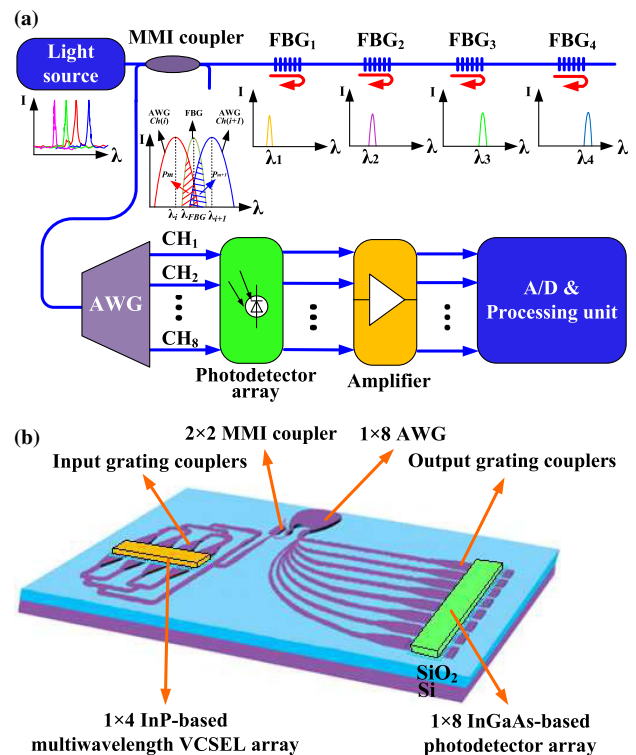 (a)
MMI coupler
Light
source
FBG1
FBG2
FBG3
FBG4
I
λ
AWG
Ch(i)
FBG
AWG
Ch(i+1)
I
Pm
Pm+1
λi
λFBG
λi+1
λ
I
λ1
λ
I
λ2
λ
I
λ3
λ
I
λ4
λ
AWG
CH1
CH2
CH8
Photodetector
array
Amplifier
A/D &
Processing unit
(b)
2×2 MMI coupler
1×8 AWG
Input grating couplers
Output grating couplers
SiO2
Si
1×4 InP-based
multiwavelength VCSEL array
1×8 InGaAs-based
photodetector array